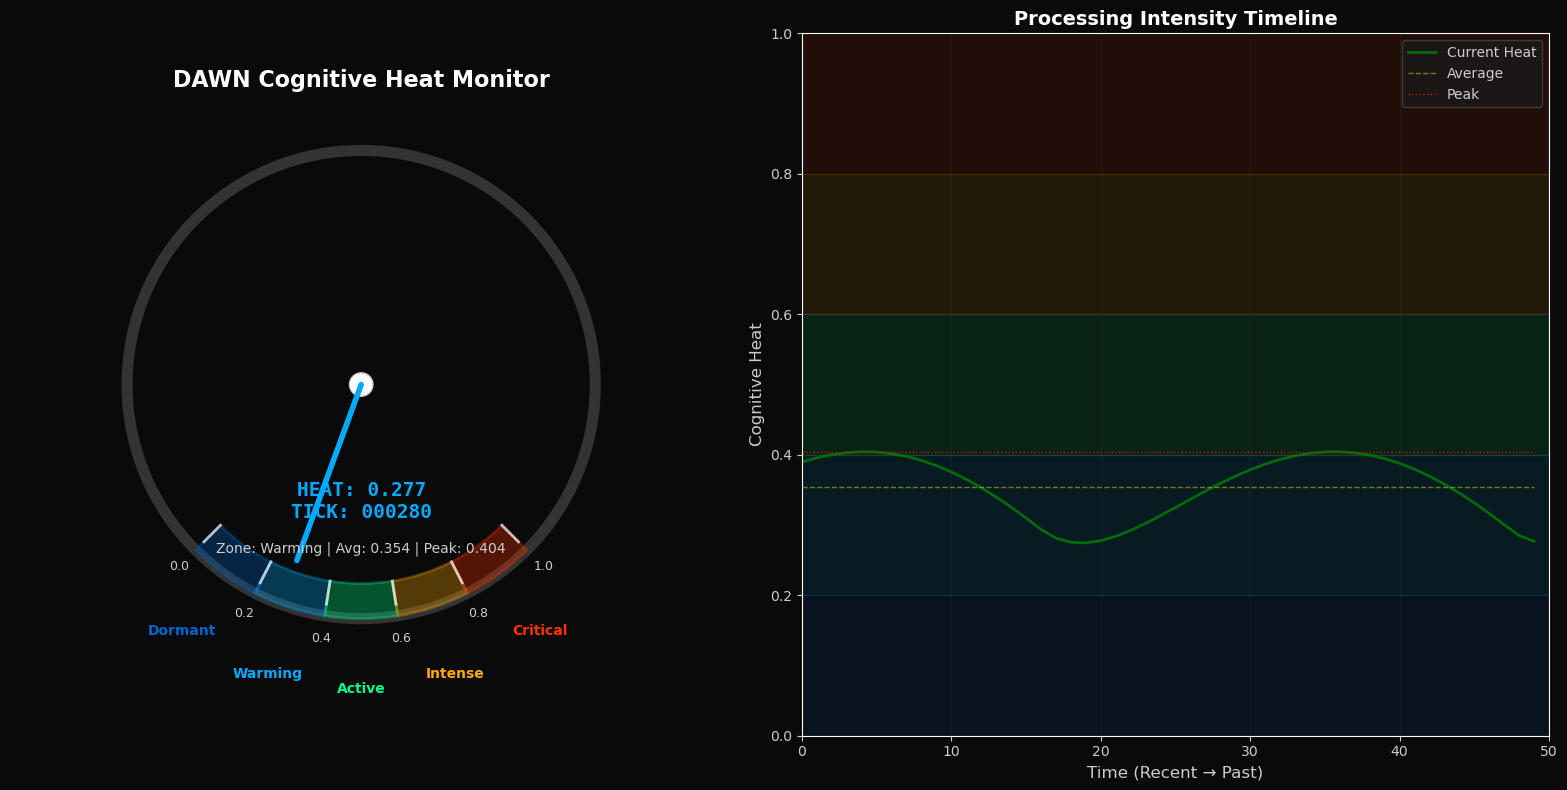 DAWN Cognitive Heat Monitor
HEAT: 0.277
TICK: 000280
Zone: Warming | Avg: 0.354 | Peak: 0.404
0.0
0.2
0.4
0.6
0.8
1.0
Dormant
Warming
Active
Intense
Critical
Processing Intensity Timeline
Current Heat
Average
Peak
Cognitive Heat
1.0
0.8
0.6
0.4
0.2
0.0
0
10
20
30
40
50
Time (Recent → Past)